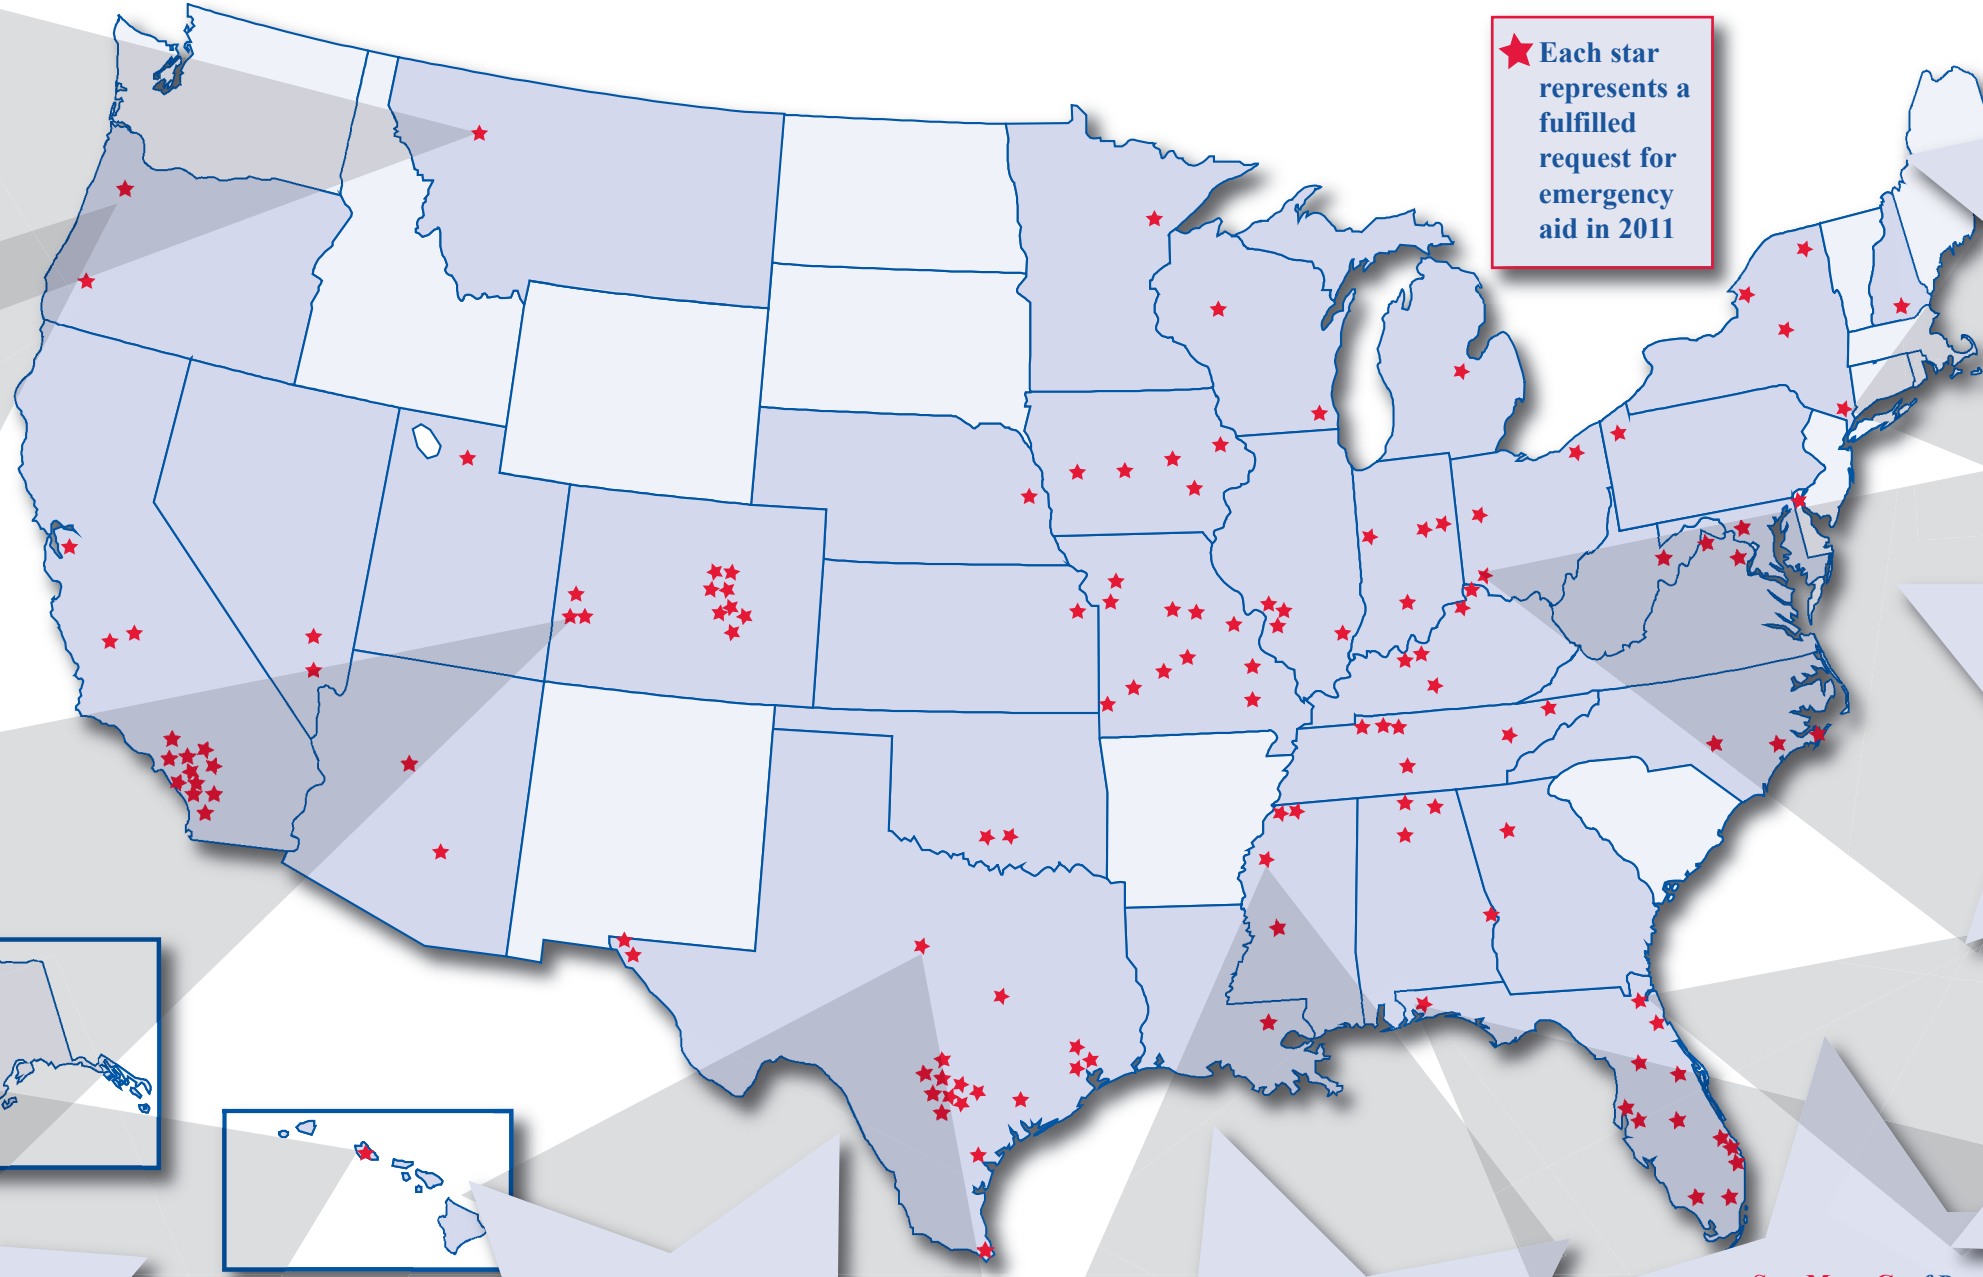 Each star
represents a
fulfilled
request for
emergency
aid in 2011